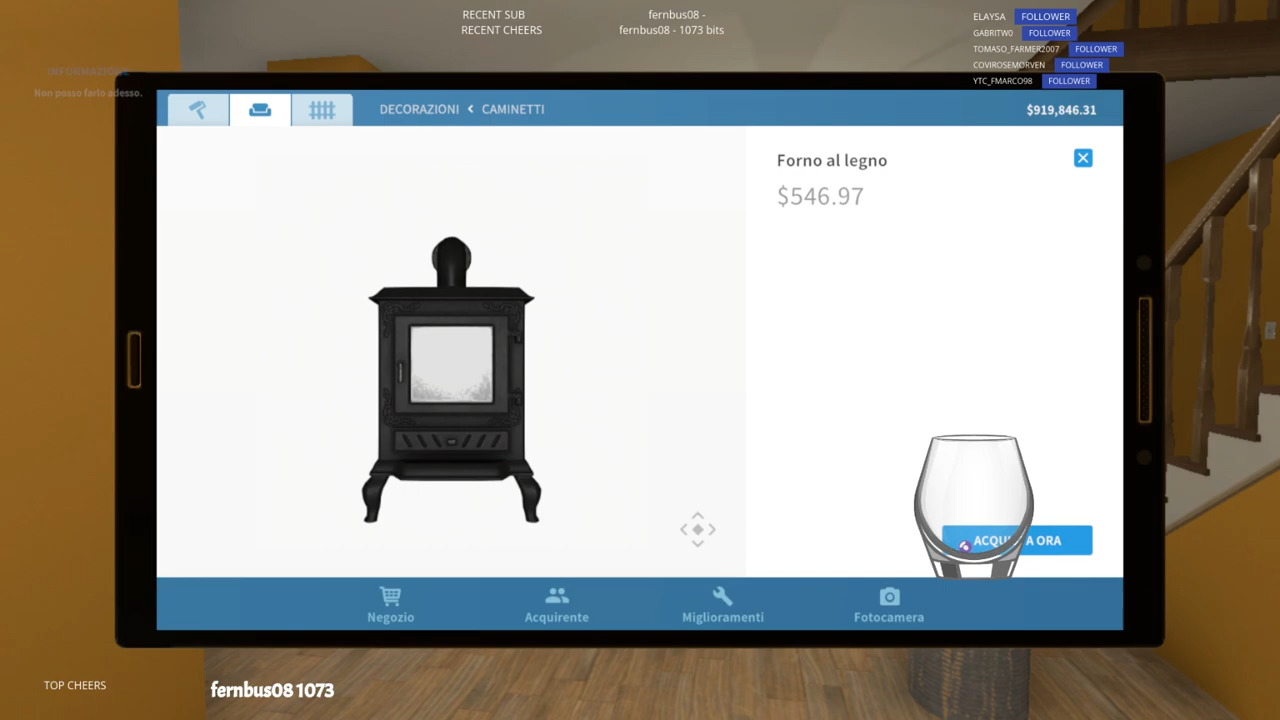 RECENT SUB
fernbus08 -
RECENT CHEERS
fernbus08 - 1073 bits
ELAYSA FOLLOWER
GABRITW0 FOLLOWER
TOMASO_FARMER2007 FOLLOWER
COVIROSEMORVEN FOLLOWER
YTC_FMARCO98 FOLLOWER
INFORMAZIONE
Non posso farlo adesso.
DECORAZIONI < CAMINETTI
$919,846.31
Forno al legno
$546.97
ACQUISTA ORA
Negozio
Acquirente
Miglioramenti
Fotocamera
TOP CHEERS
fernbus08 1073